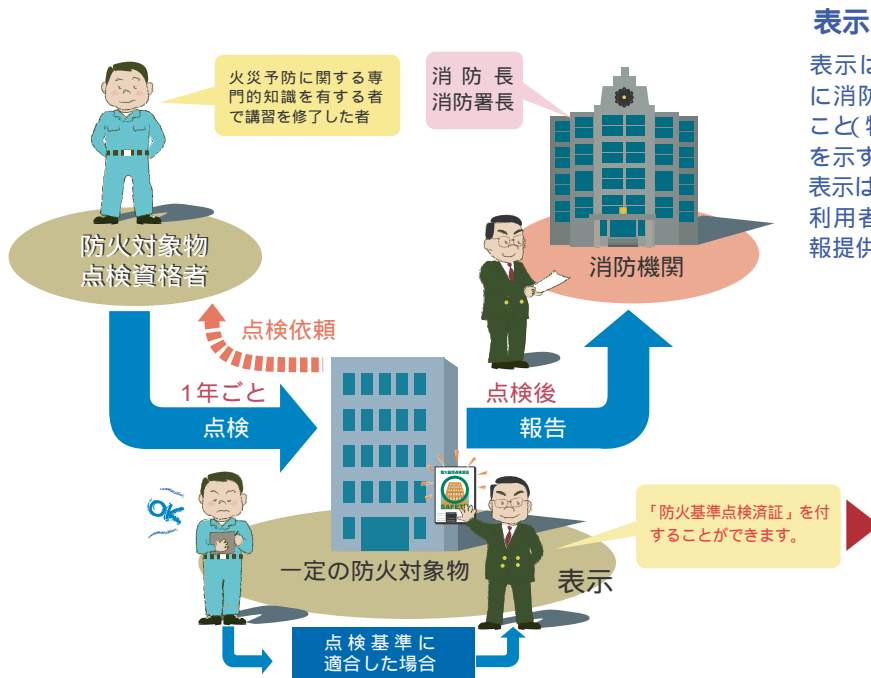 火災予防に関する専
門的知識を有する者
で講習を修了した者
消防長
消防署長
防火対象物
点検資格者
消防機関
点検依頼
1年ごと
点検
点検後
報告
OK
SAFETY
「防火基準点検済証」を付
することができます。
一定の防火対象物
表示
点検基準に
適合した場合
表示
表示は
に消防
こと(特
を示す
表示は
利用者
報提供